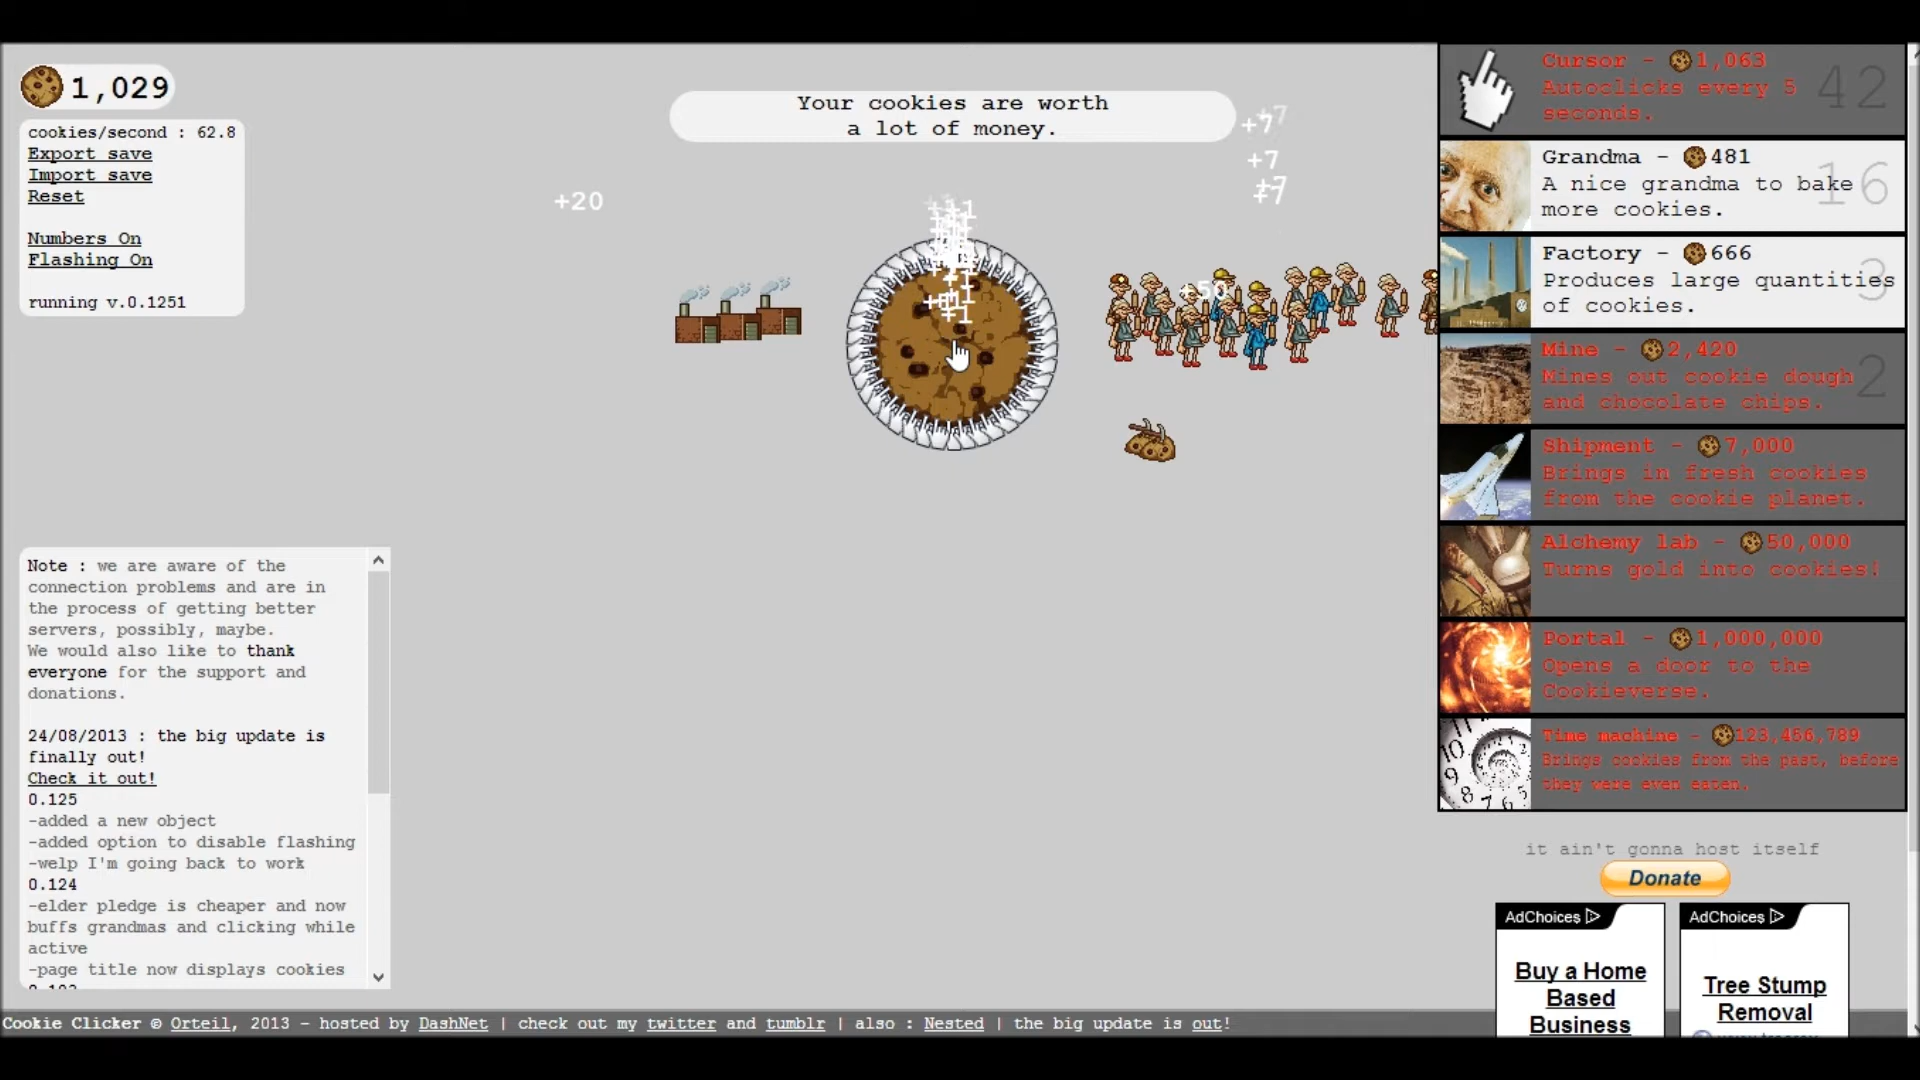 1,029
cookies/second : 62.8
Export save
Import save
Reset
Numbers On
Flashing On
running v.0.1251
Your cookies are worth
a lot of money.
+20
+7
+7
+7
+7
+50
+1
+1
Cursor - 1,063
Autoclicks every 5
seconds.
42
Grandma - 481
A nice grandma to bake
more cookies.
16
Factory - 666
Produces large quantities
of cookies.
3
Mine - 2,420
Mines out cookie dough
and chocolate chips.
2
Shipment - 7,000
Brings in fresh cookies
from the cookie planet.
Alchemy lab - 50,000
Turns gold into cookies!
Portal - 1,000,000
Opens a door to the
Cookieverse.
Time machine - 123,456,789
Brings cookies from the past, before
they were even eaten.
Note : we are aware of the
connection problems and are in
the process of getting better
servers, possibly, maybe.
We would also like to thank
everyone for the support and
donations.
24/08/2013 : the big update is
finally out!
Check it out!
0.125
-added a new object
-added option to disable flashing
-welp I'm going back to work
0.124
-elder pledge is cheaper and now
buffs grandmas and clicking while
active
-page title now displays cookies
it ain't gonna host itself
Donate
AdChoices
Buy a Home
Based
Business
AdChoices
Tree Stump
Removal
Cookie Clicker © Orteil, 2013 - hosted by DashNet | check out my twitter and tumblr | also : Nested | the big update is out!